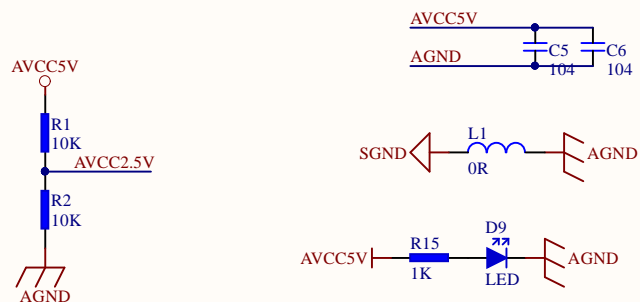 AVCC5V
C5
C6
AGND
104
104
AVCC5V
R1
10K
AVCC2.5V
R2
10K
AGND
L1
SGND
AGND
0R
D9
R15
AVCC5V
AGND
1K
LED